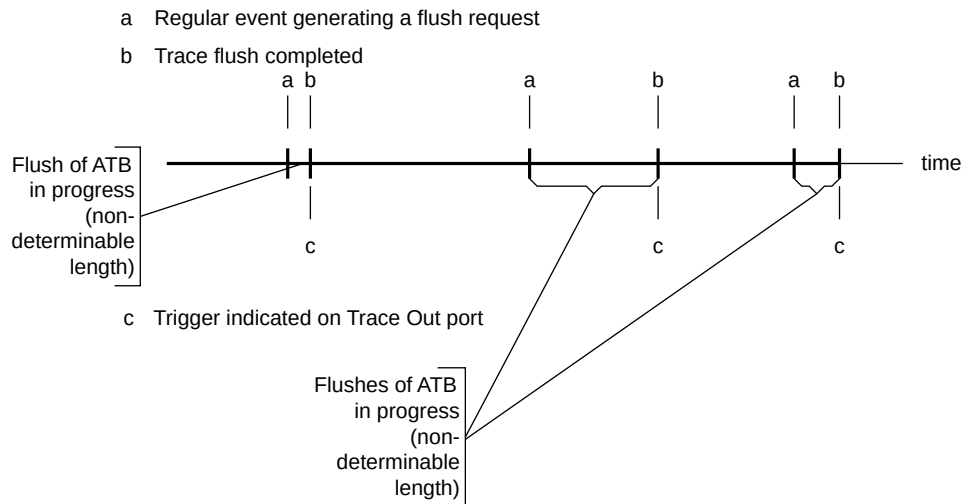 a Regular event generating a flush request
b Trace flush completed
a b a b a b
Flush of ATB
in progress
(non-
determinable
length)
time
c c c
c Trigger indicated on Trace Out port
Flushes of ATB
in progress
(non-
determinable
length)